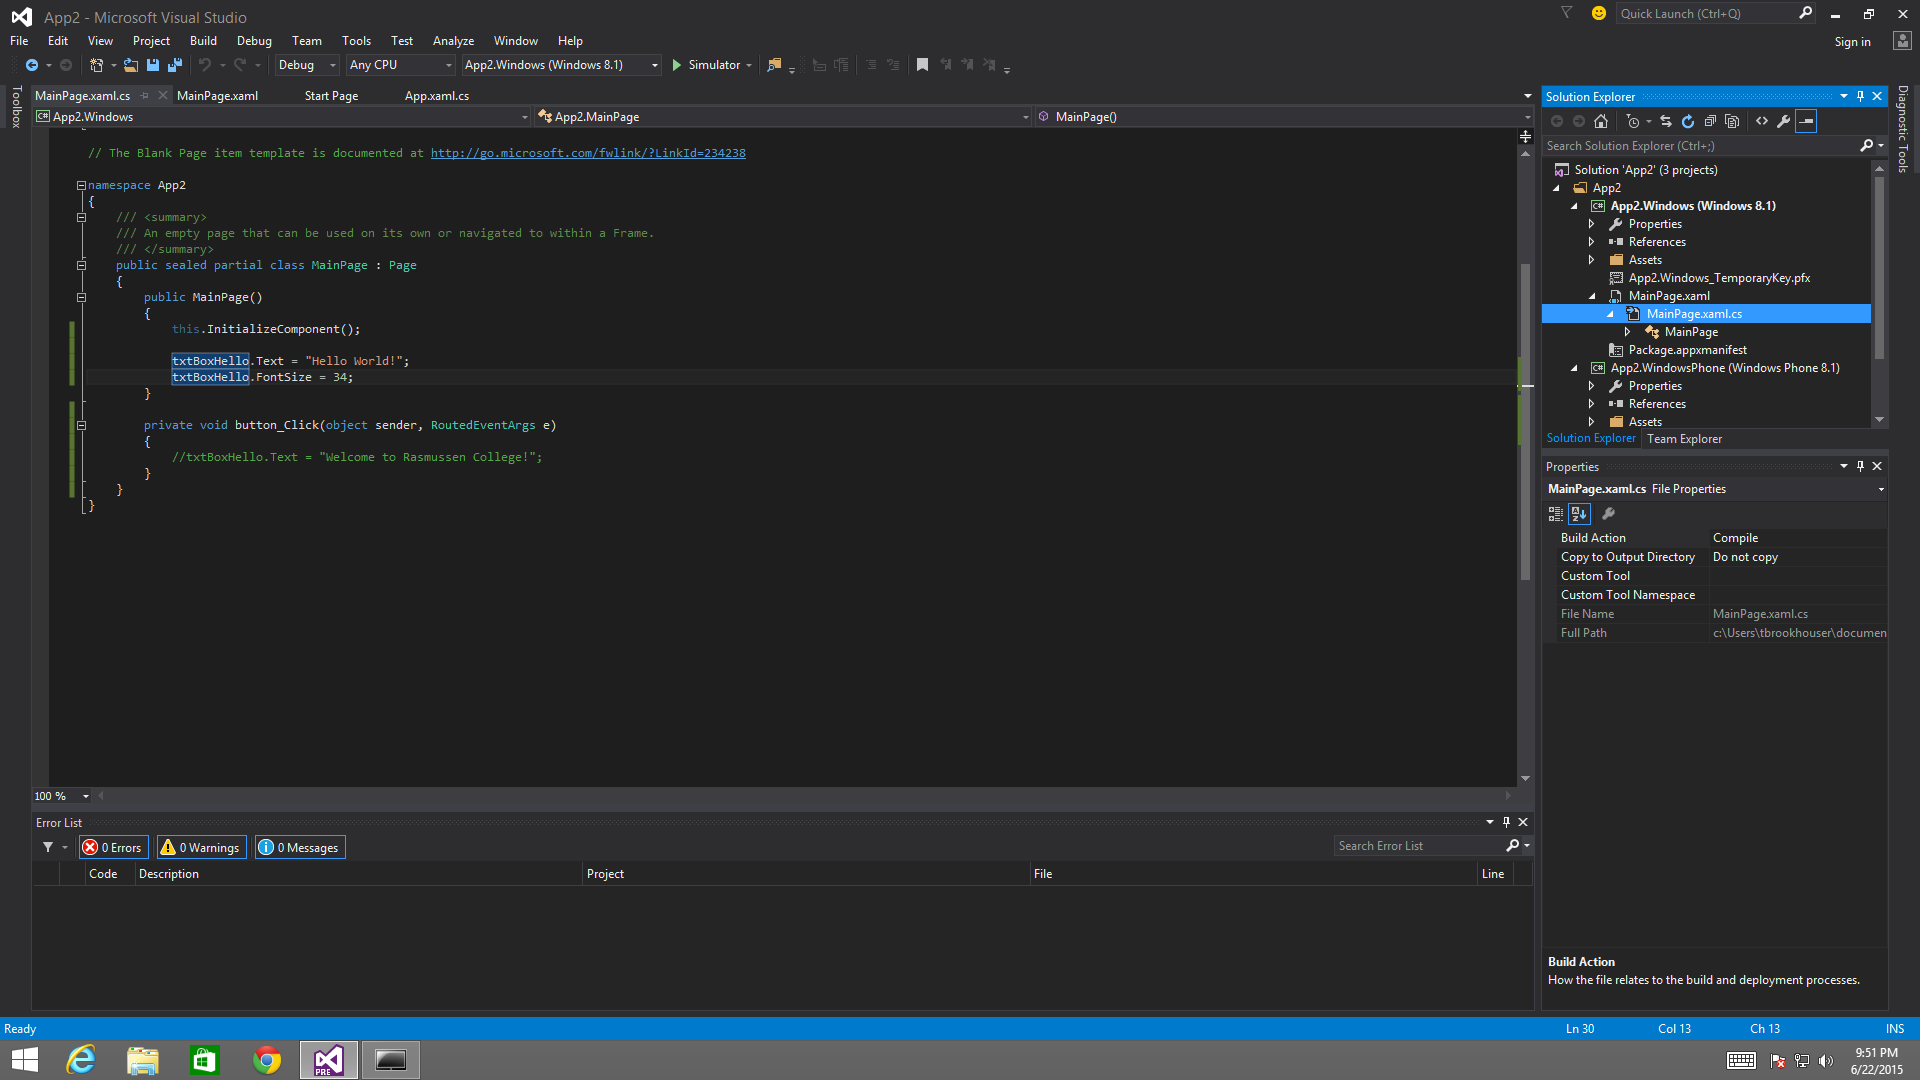 App2 - Microsoft Visual Studio
Quick Launch (Ctrl+Q)
File Edit View Project Build Debug Team Tools Test Analyze Window Help
Sign in
Debug Any CPU App2.Windows (Windows 8.1) Simulator
Toolbox
MainPage.xaml.cs MainPage.xaml Start Page App.xaml.cs
C# App2.Windows App2.MainPage MainPage()
// The Blank Page item template is documented at http://go.microsoft.com/fwlink/?LinkId=234238
namespace App2
{
/// <summary>
/// An empty page that can be used on its own or navigated to within a Frame.
/// </summary>
public sealed partial class MainPage : Page
{
public MainPage()
{
this.InitializeComponent();
txtBoxHello.Text = "Hello World!";
txtBoxHello.FontSize = 34;
}
private void button_Click(object sender, RoutedEventArgs e)
{
//txtBoxHello.Text = "Welcome to Rasmussen College!";
}
}
}
100 %
Error List
0 Errors 0 Warnings 0 Messages
Search Error List
Code Description Project File Line
Solution Explorer
Search Solution Explorer (Ctrl+;)
Solution 'App2' (3 projects)
App2
C# App2.Windows (Windows 8.1)
Properties
References
Assets
App2.Windows_TemporaryKey.pfx
MainPage.xaml
MainPage.xaml.cs
MainPage
Package.appxmanifest
C# App2.WindowsPhone (Windows Phone 8.1)
Properties
References
Assets
Solution Explorer Team Explorer
Properties
MainPage.xaml.cs File Properties
Build Action Compile
Copy to Output Directory Do not copy
Custom Tool
Custom Tool Namespace
File Name MainPage.xaml.cs
Full Path c:\Users\tbrookhouser\documen
Build Action
How the file relates to the build and deployment processes.
Diagnostic Tools
Ready Ln 30 Col 13 Ch 13 INS
PRE
9:51 PM
6/22/2015